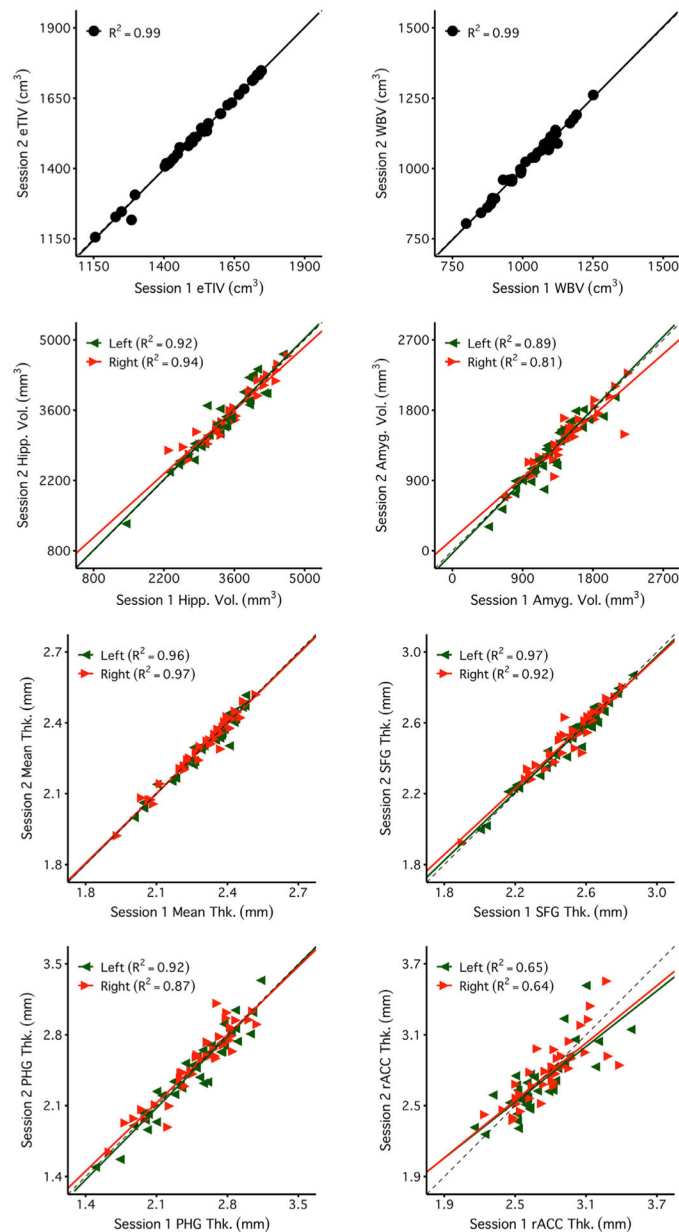 1900
R² = 0.99
1650
1400
1150
Session 2 eTIV (cm³)
1150 1400 1650 1900
Session 1 eTIV (cm³)
1500
R² = 0.99
1250
1000
750
Session 2 WBV (cm³)
750 1000 1250 1500
Session 1 WBV (cm³)
5000
Left (R² = 0.92)
Right (R² = 0.94)
3600
2200
800
Session 2 Hipp. Vol. (mm³)
800 2200 3600 5000
Session 1 Hipp. Vol. (mm³)
2700
Left (R² = 0.89)
Right (R² = 0.81)
1800
900
0
Session 2 Amyg. Vol. (mm³)
0 900 1800 2700
Session 1 Amyg. Vol. (mm³)
2.7
Left (R² = 0.96)
Right (R² = 0.97)
2.4
2.1
1.8
Session 2 Mean Thk. (mm)
1.8 2.1 2.4 2.7
Session 1 Mean Thk. (mm)
3.0
Left (R² = 0.97)
Right (R² = 0.92)
2.6
2.2
1.8
Session 2 SFG Thk. (mm)
1.8 2.2 2.6 3.0
Session 1 SFG Thk. (mm)
3.5
Left (R² = 0.92)
Right (R² = 0.87)
2.8
2.1
1.4
Session 2 PHG Thk. (mm)
1.4 2.1 2.8 3.5
Session 1 PHG Thk. (mm)
3.7
Left (R² = 0.65)
Right (R² = 0.64)
3.1
2.5
1.9
Session 2 rACC Thk. (mm)
1.9 2.5 3.1 3.7
Session 1 rACC Thk. (mm)